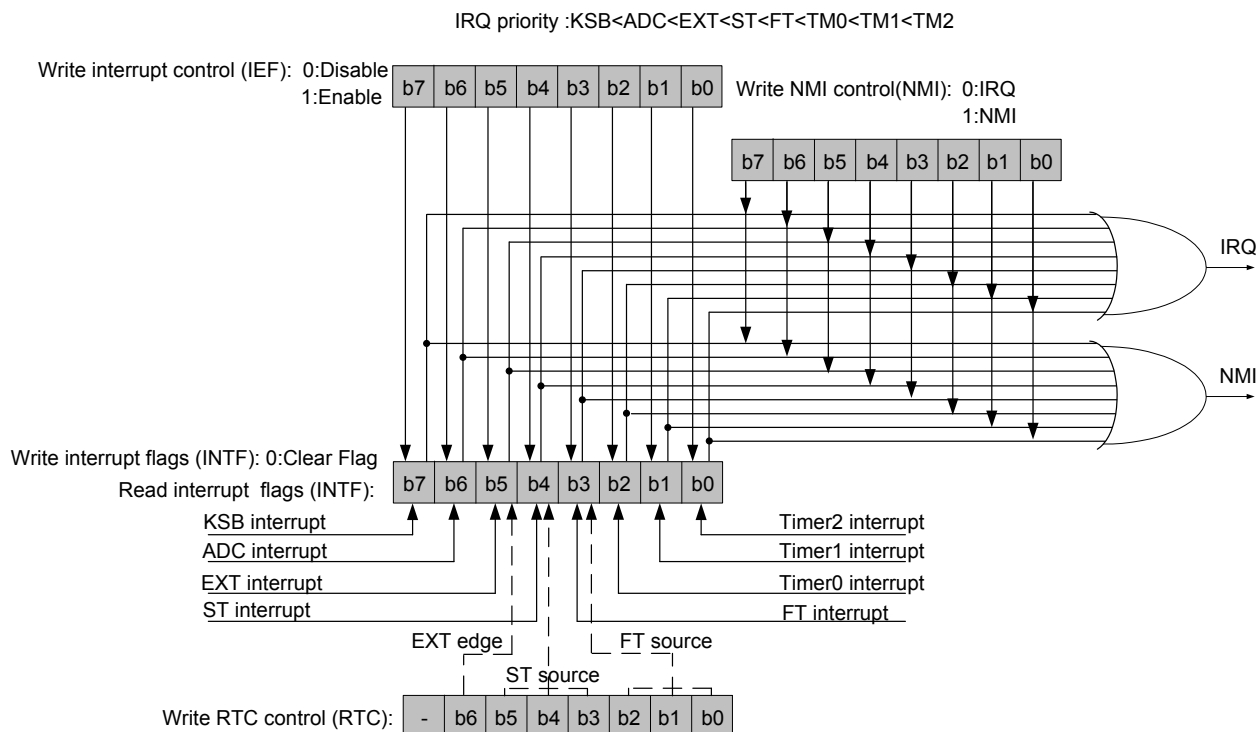 IRQ priority :KSB<ADC<EXT<ST<FT<TM0<TM1<TM2
Write interrupt control (IEF): 0:Disable
1:Enable
b7 b6 b5 b4 b3 b2 b1 b0
Write NMI control(NMI): 0:IRQ
1:NMI
b7 b6 b5 b4 b3 b2 b1 b0
IRQ
NMI
Write interrupt flags (INTF): 0:Clear Flag
Read interrupt flags (INTF):
b7 b6 b5 b4 b3 b2 b1 b0
KSB interrupt
Timer2 interrupt
ADC interrupt
Timer1 interrupt
EXT interrupt
Timer0 interrupt
ST interrupt
FT interrupt
EXT edge
FT source
ST source
Write RTC control (RTC):
- b6 b5 b4 b3 b2 b1 b0